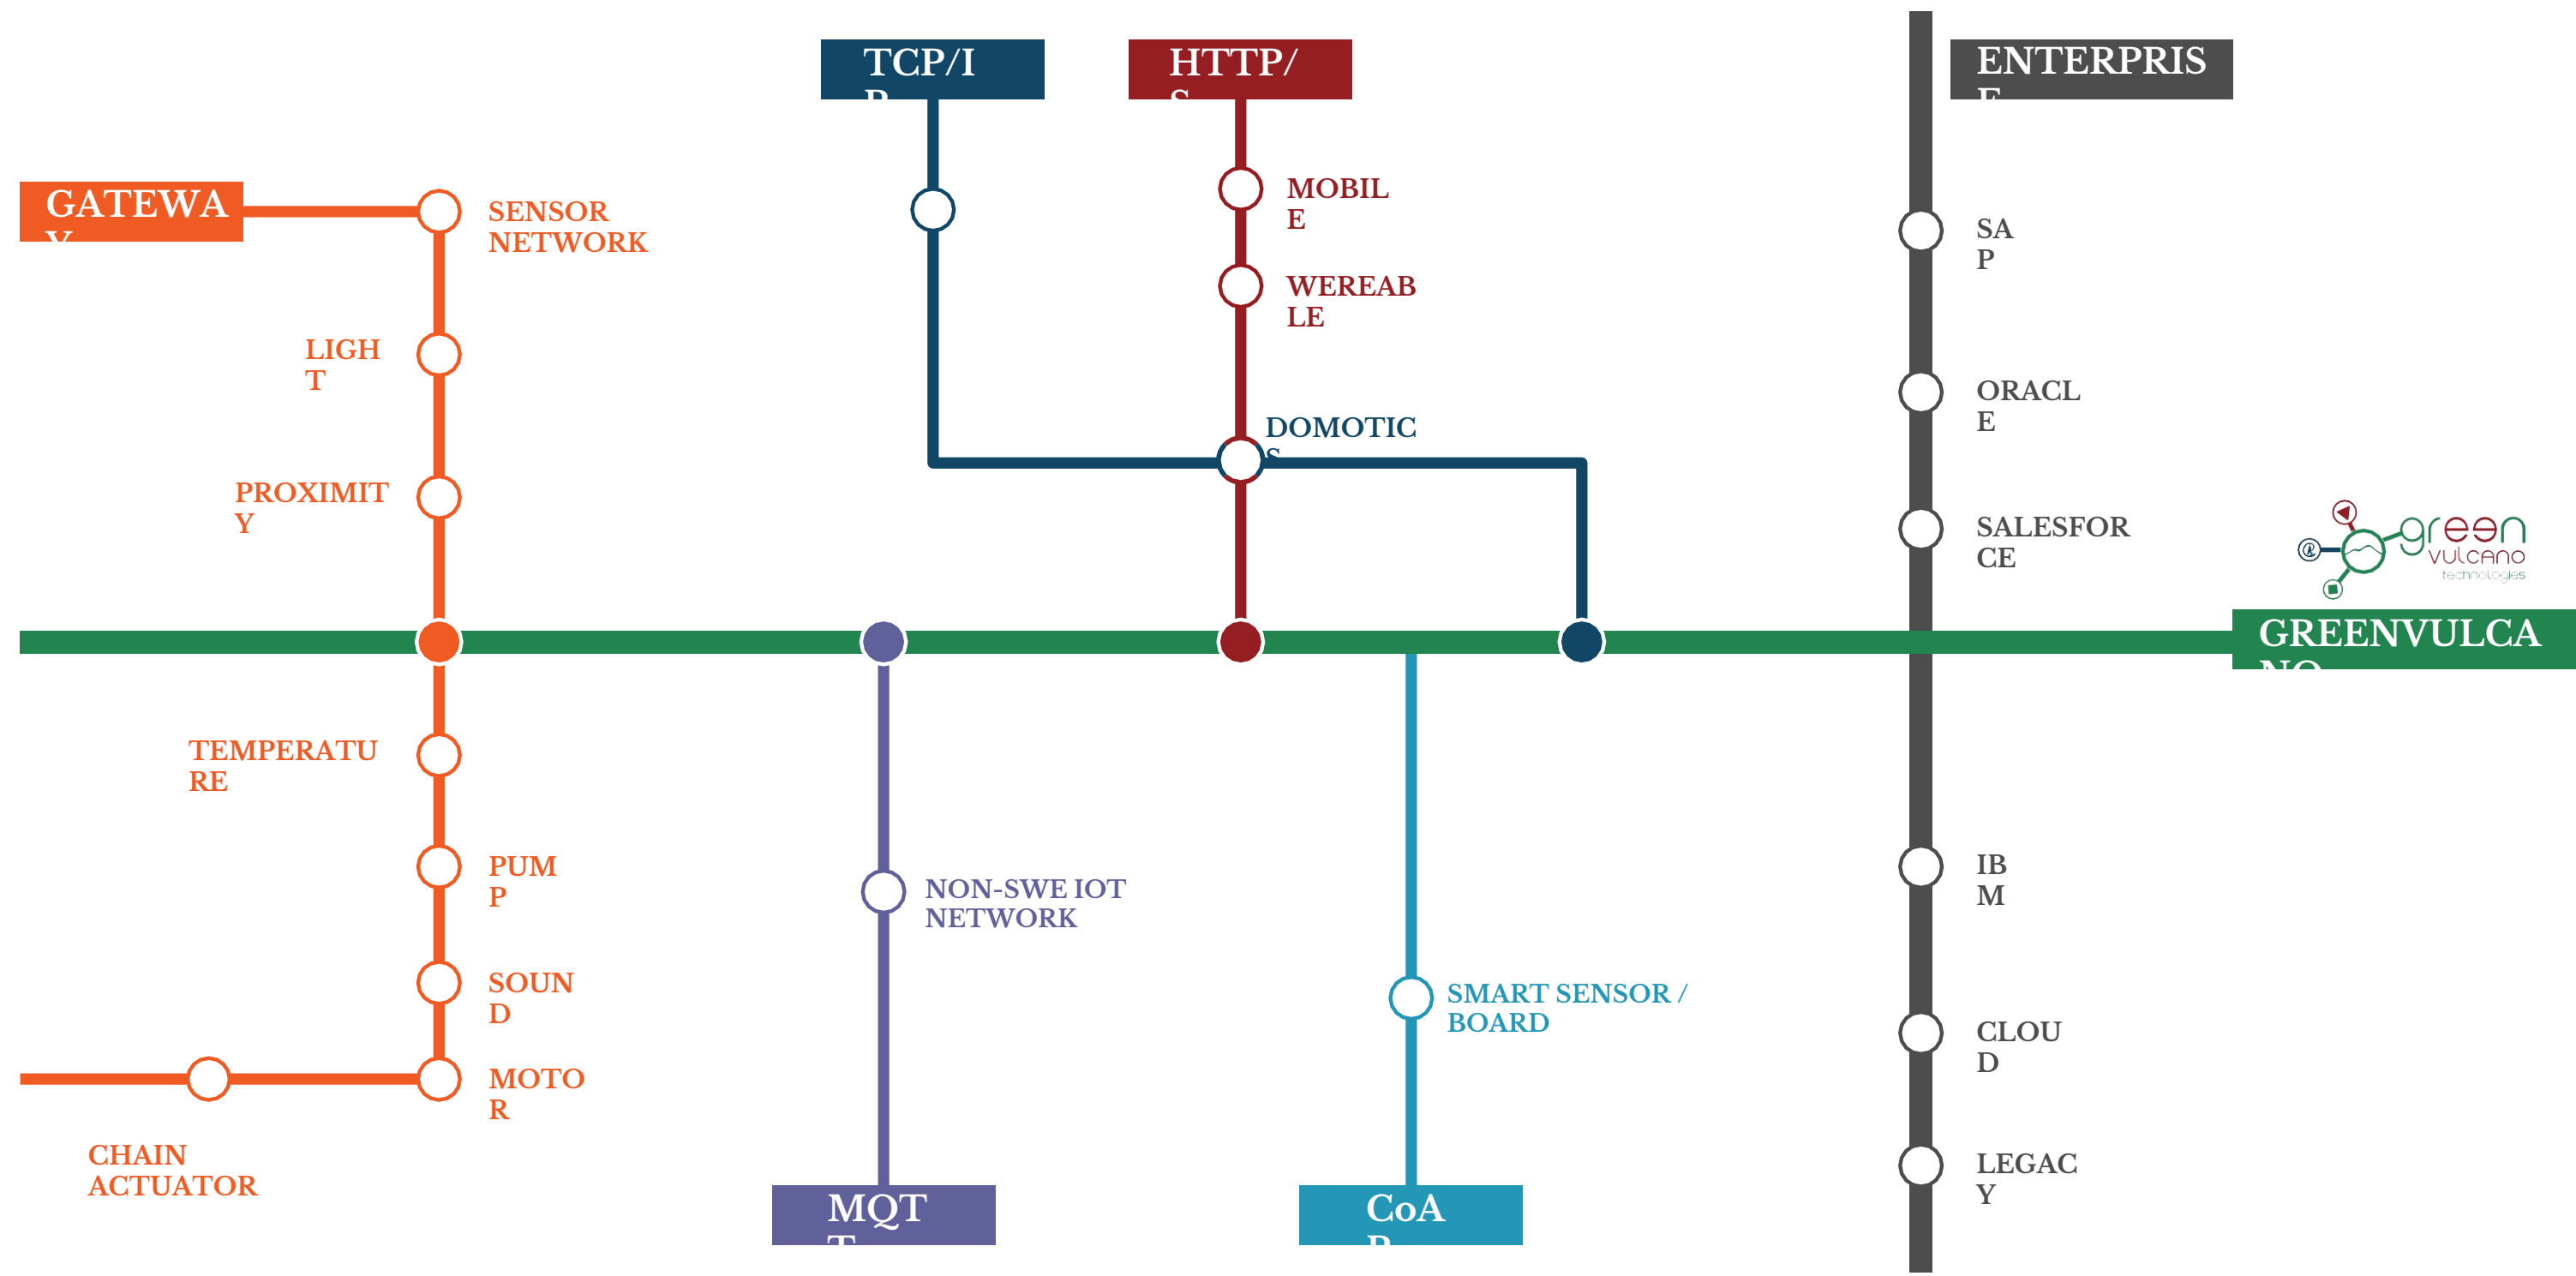 TCP/I
P
HTTP/
S
ENTERPRIS
E
GATEWA
Y
SENSOR
NETWORK
MOBIL
E
SA
P
WEREAB
LE
LIGH
T
ORACL
E
DOMOTIC
S
PROXIMIT
Y
SALESFOR
CE
green
vulcano
technologies
GREENVULCA
NO
TEMPERATU
RE
PUM
P
NON-SWE IOT
NETWORK
IB
M
SOUN
D
SMART SENSOR /
BOARD
CLOU
D
MOTO
R
CHAIN
ACTUATOR
LEGAC
Y
MQT
T
CoA
P